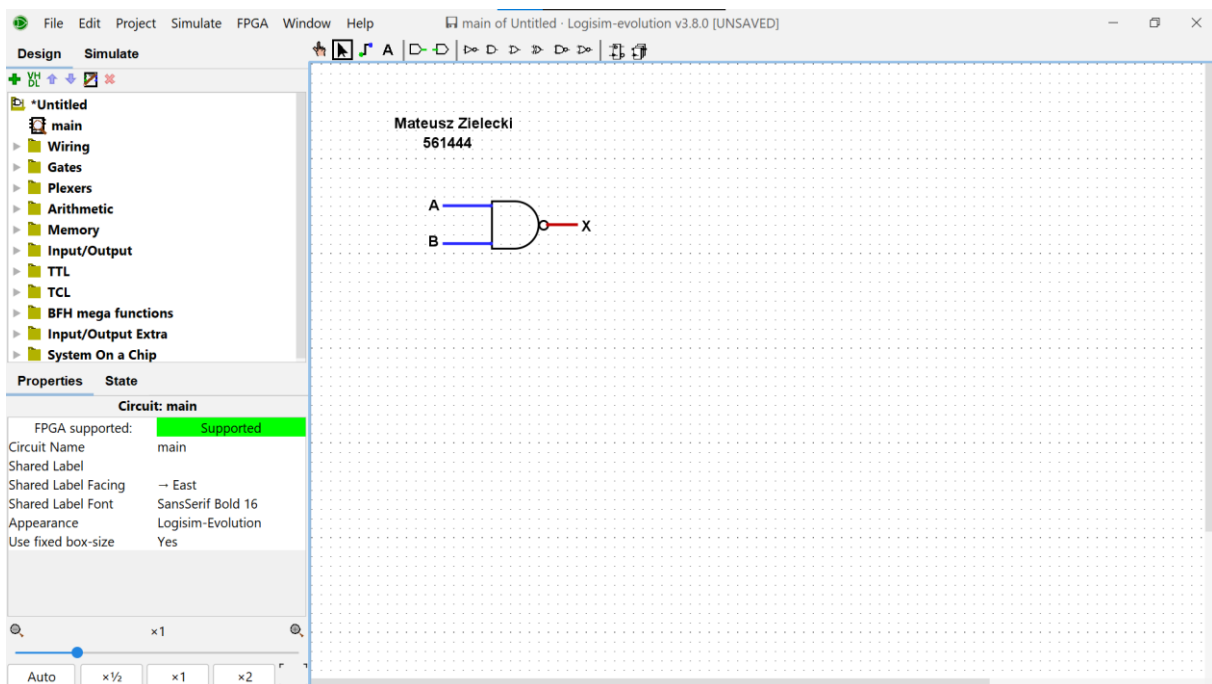 File Edit Project Simulate FPGA Window Help main of Untitled · Logisim-evolution v3.8.0 [UNSAVED]
Design Simulate
A
VH
DL
*Untitled
main
Wiring
Gates
Plexers
Arithmetic
Memory
Input/Output
TTL
TCL
BFH mega functions
Input/Output Extra
System On a Chip
Properties State
Circuit: main
FPGA supported: Supported
Circuit Name main
Shared Label
Shared Label Facing → East
Shared Label Font SansSerif Bold 16
Appearance Logisim-Evolution
Use fixed box-size Yes
×1
Auto ×½ ×1 ×2
Mateusz Zielecki
561444
A
X
B